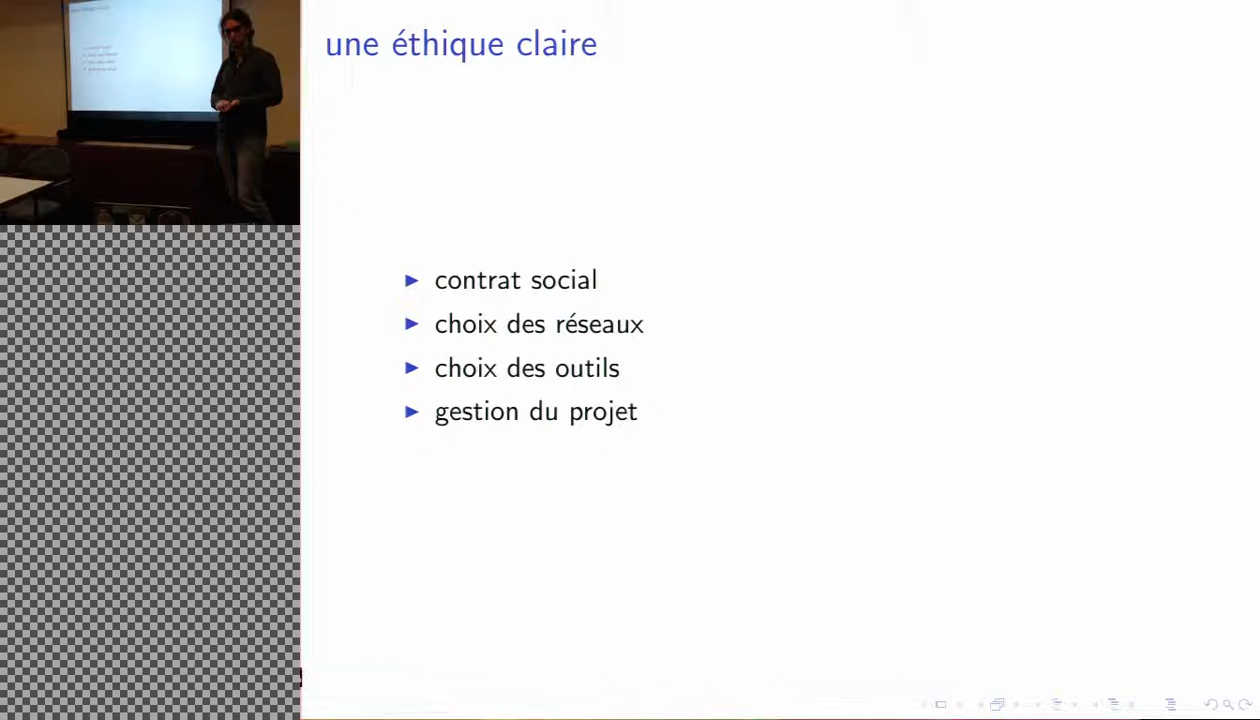 une éthique claire
contrat social
choix des réseaux
choix des outils
gestion du projet